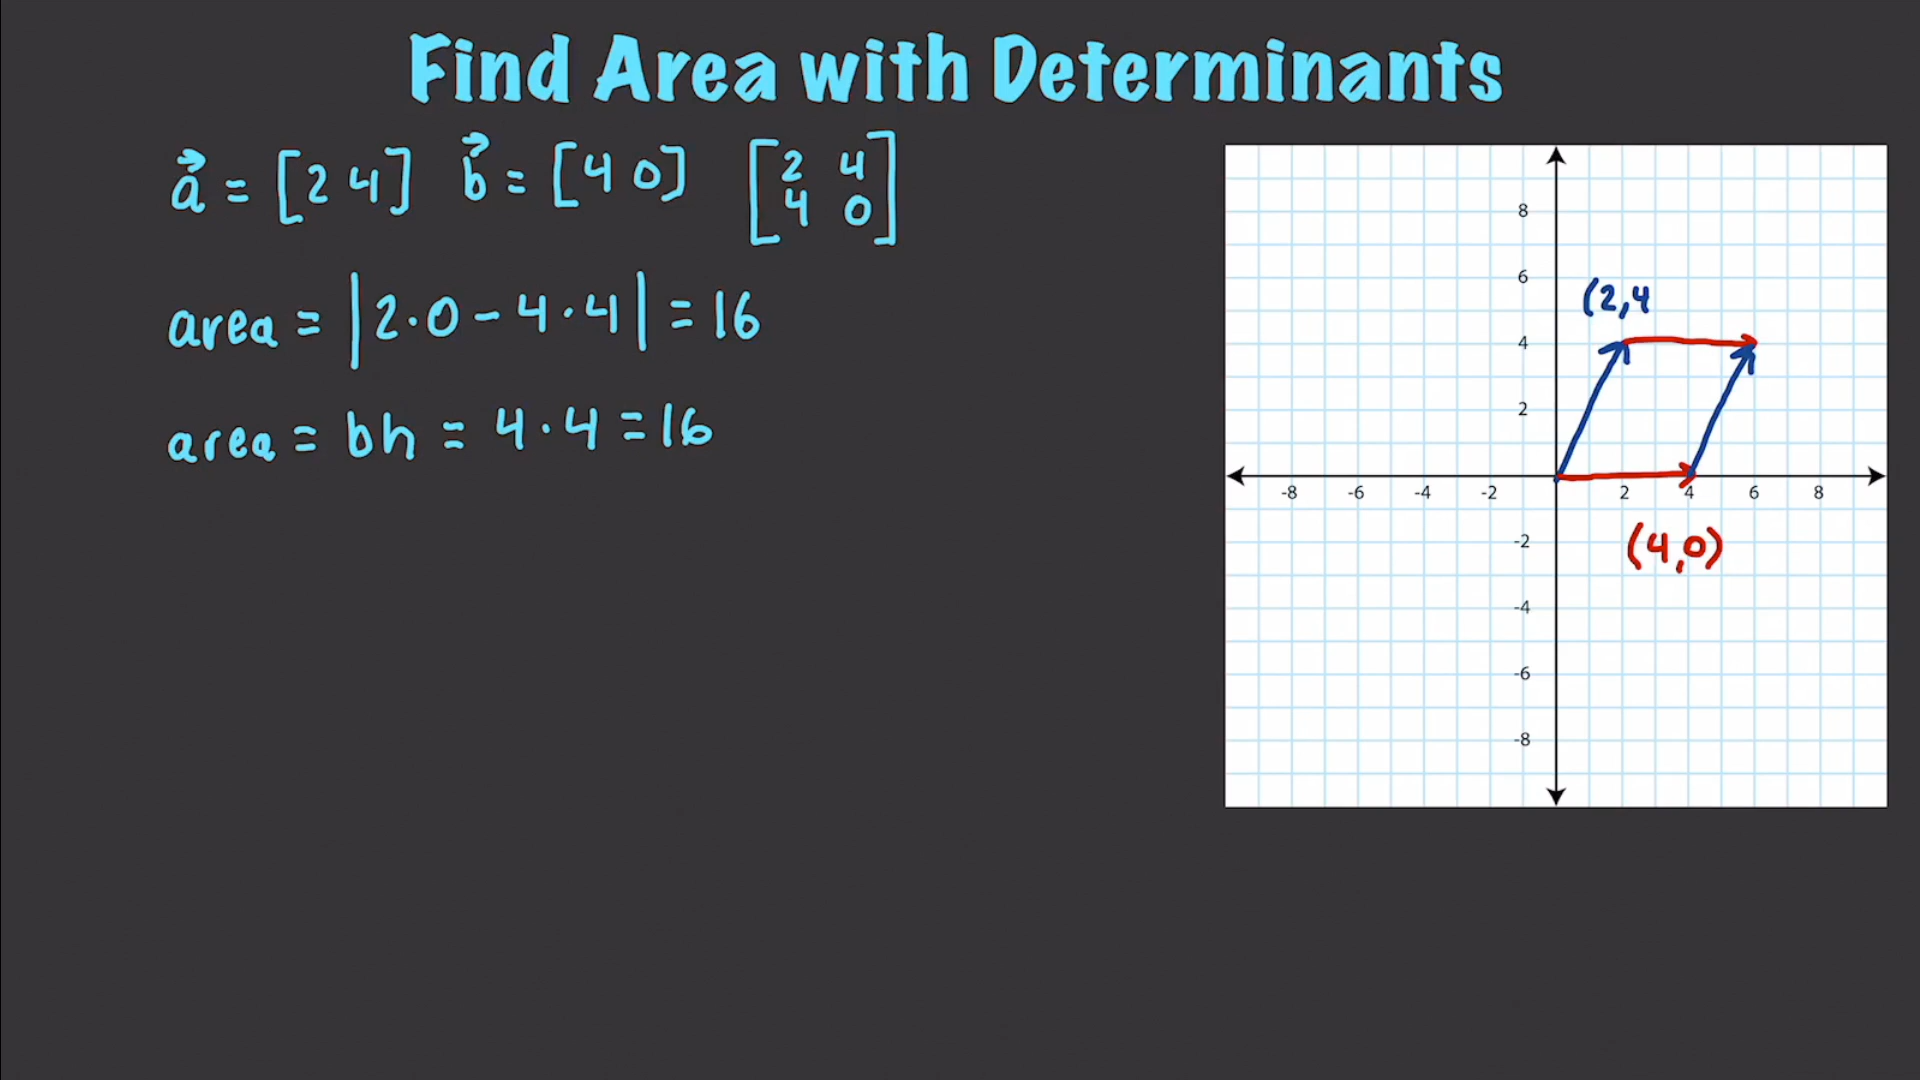 Find Area with Determinants
a⃗ = [2 4] b⃗ = [4 0] [2 4
4 0]
area = |2·0 - 4·4| = 16
area = bh = 4·4 = 16
8
6
(2,4
4
2
-8 -6 -4 -2 2 4 6 8
-2
(4,0)
-4
-6
-8